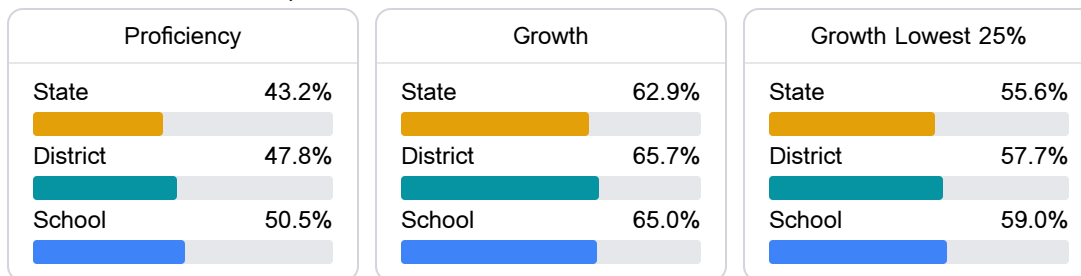 Proficiency
State 43.2%
District 47.8%
School 50.5%
Growth
State 62.9%
District 65.7%
School 65.0%
Growth Lowest 25%
State 55.6%
District 57.7%
School 59.0%